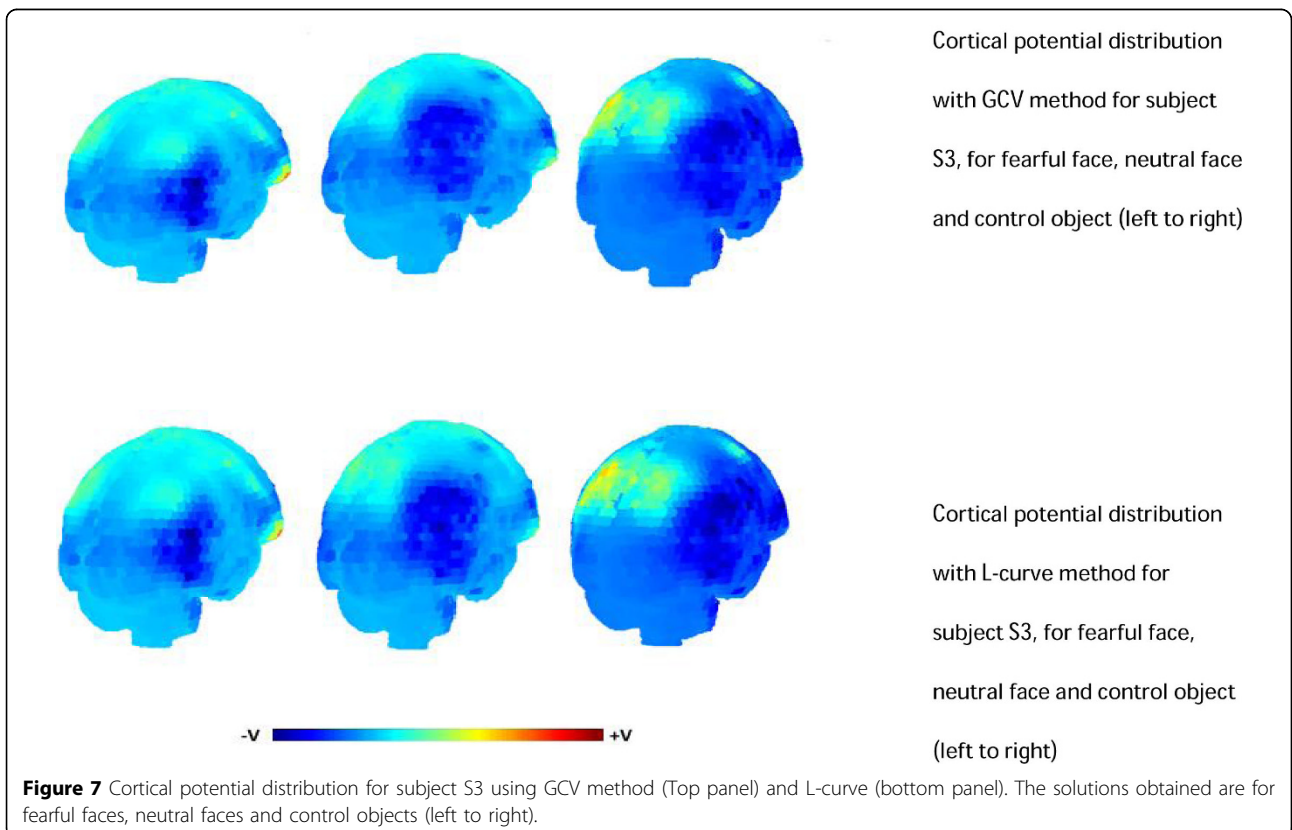 Cortical potential distribution
with GCV method for subject
S3, for fearful face, neutral face
and control object (left to right)
Cortical potential distribution
with L-curve method for
subject S3, for fearful face,
neutral face and control object
(left to right)
-V +V
Figure 7 Cortical potential distribution for subject S3 using GCV method (Top panel) and L-curve (bottom panel). The solutions obtained are for
fearful faces, neutral faces and control objects (left to right).